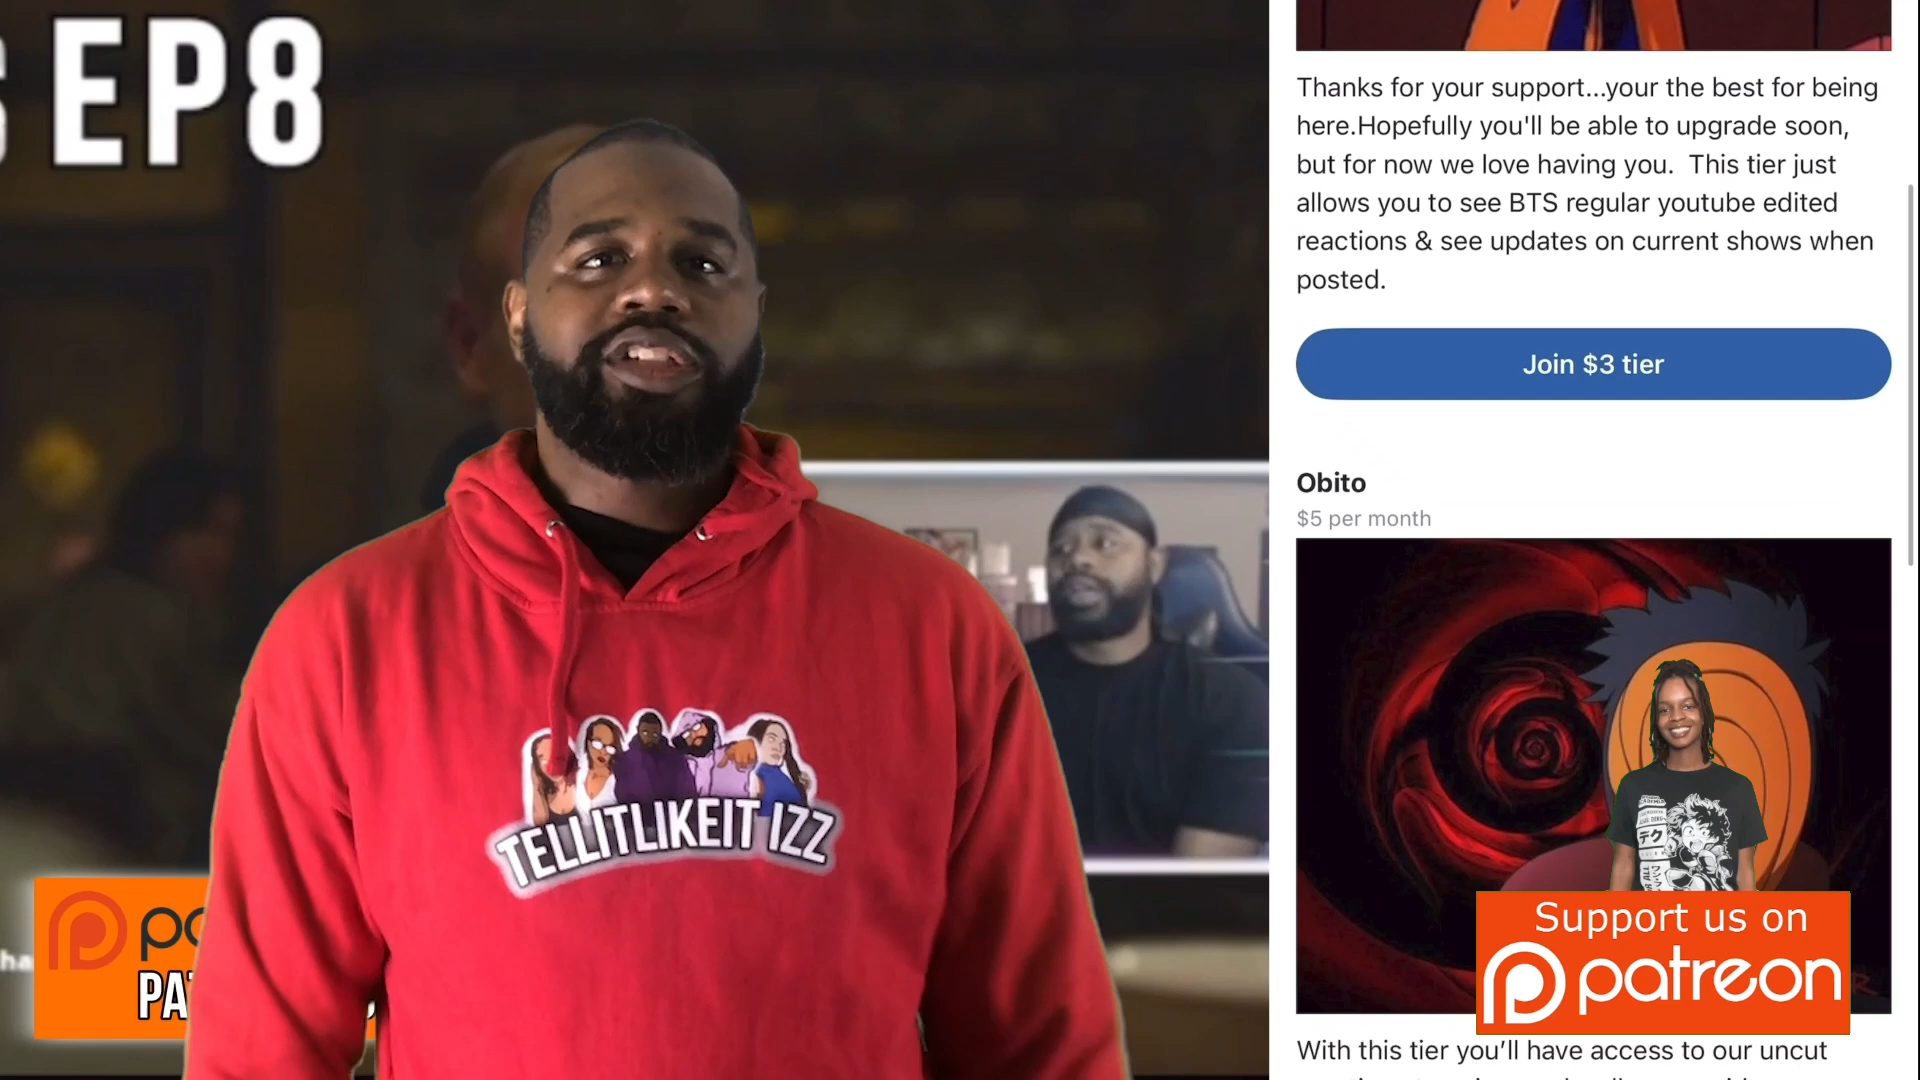 EP8
Thanks for your support...your the best for being
here.Hopefully you'll be able to upgrade soon,
but for now we love having you.  This tier just
allows you to see BTS regular youtube edited
reactions & see updates on current shows when
posted.
Join $3 tier
Obito
$5 per month
TELLITLIKEIT IZZ
Support us on
patreon
With this tier you’ll have access to our uncut